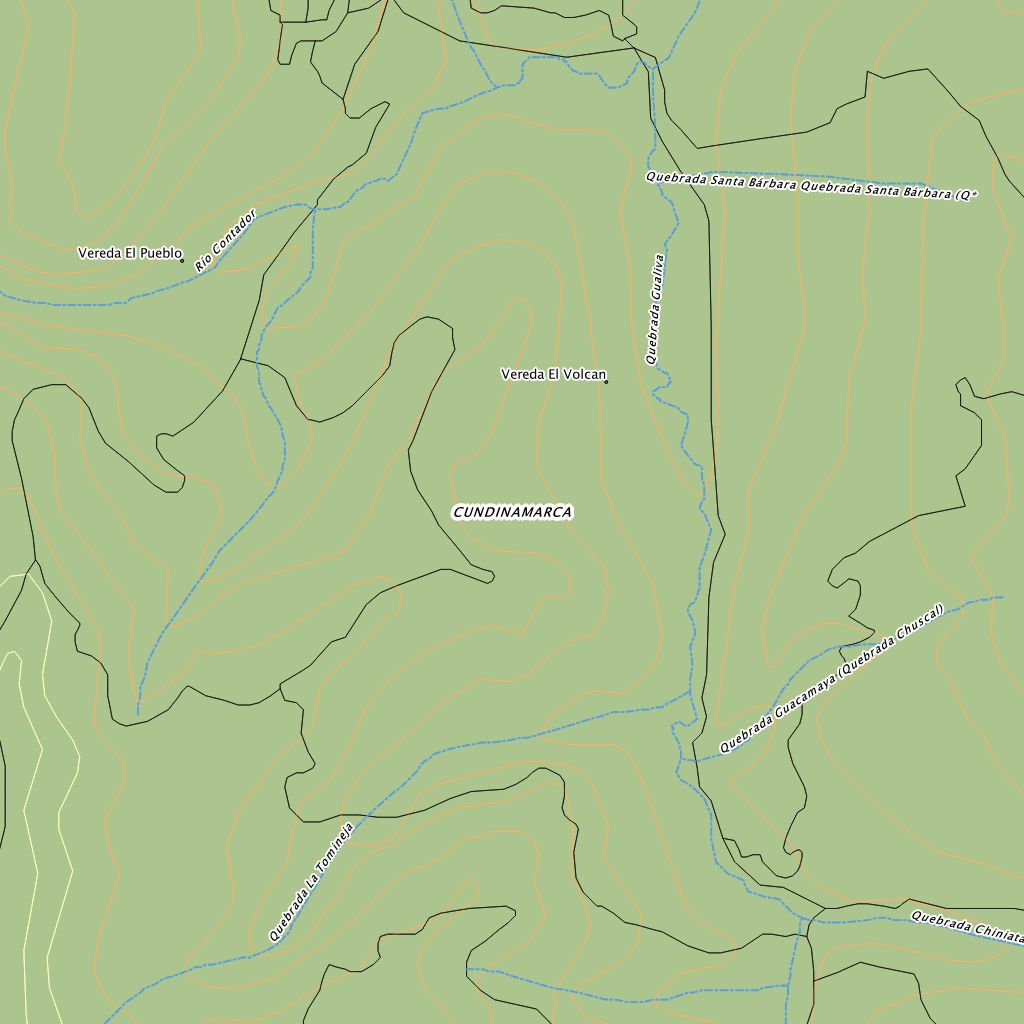 Quebrada Santa Bárbara Quebrada Santa Bárbara (Q*
Río Contador
Vereda El Pueblo
Quebrada Gualiva
Vereda El Volcan
CUNDINAMARCA
Quebrada Guacamaya (Quebrada Chuscal)
Quebrada La Tomineja
Quebrada Chiniata